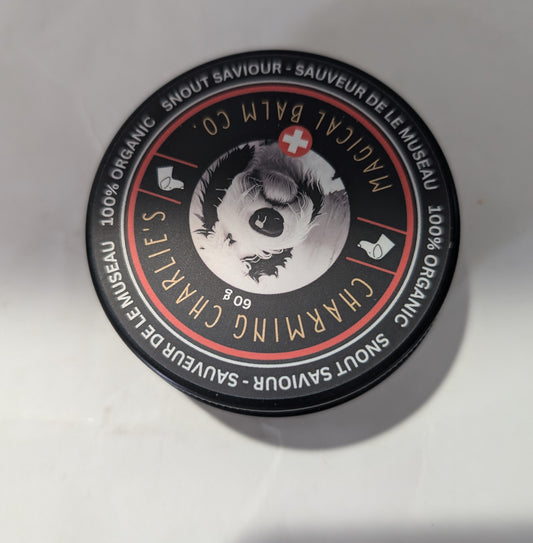 SNOUT SAVIOUR - SAUVEUR DE LE MUSEAU 100% ORGANIC
SNOUT SAVIOUR - SAUVEUR DE LE MUSEAU 100% ORGANIC
CHARMING CHARLIE'S
MAGICAL BALM CO.
60 g